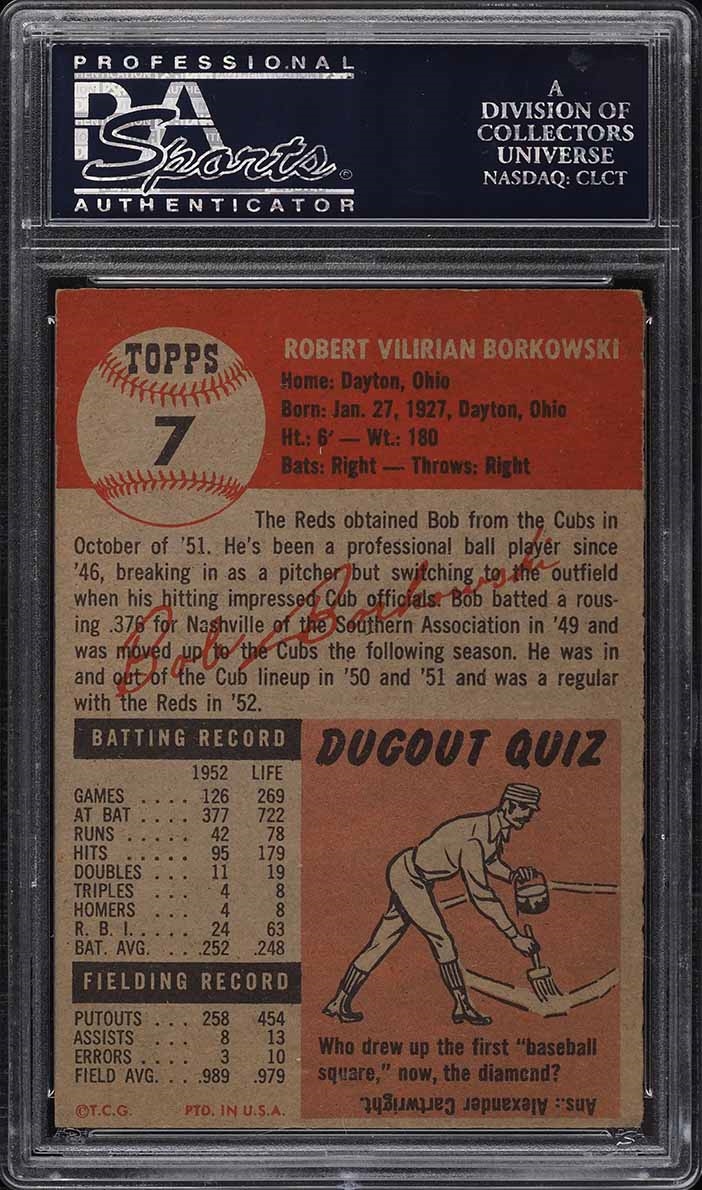 PROFESSIONAL
PSA
Sports®
AUTHENTICATOR
A
DIVISION OF
COLLECTORS
UNIVERSE
NASDAQ: CLCT
TOPPS
7
ROBERT VILIRIAN BORKOWSKI
Home: Dayton, Ohio
Born: Jan. 27, 1927, Dayton, Ohio
Ht.: 6' — Wt.: 180
Bats: Right — Throws: Right
The Reds obtained Bob from the Cubs in
October of '51. He's been a professional ball player since
'46, breaking in as a pitcher but switching to the outfield
when his hitting impressed Cub officials. Bob batted a rous-
ing .376 for Nashville of the Southern Association in '49 and
was moved up to the Cubs the following season. He was in
and out of the Cub lineup in '50 and '51 and was a regular
with the Reds in '52.
Bob Borkowski
BATTING RECORD
1952 LIFE
GAMES .... 126 269
AT BAT .... 377 722
RUNS ..... 42 78
HITS ..... 95 179
DOUBLES .. 11 19
TRIPLES ... 4 8
HOMERS ... 4 8
R. B. I. .... 24 63
BAT. AVG. .. .252 .248
FIELDING RECORD
PUTOUTS ... 258 454
ASSISTS ... 8 13
ERRORS .... 3 10
FIELD AVG. .. .989 .979
©T.C.G. PTD. IN U.S.A.
DUGOUT QUIZ
Who drew up the first "baseball
square," now, the diamond?
Ans.: Alexander Cartwright.